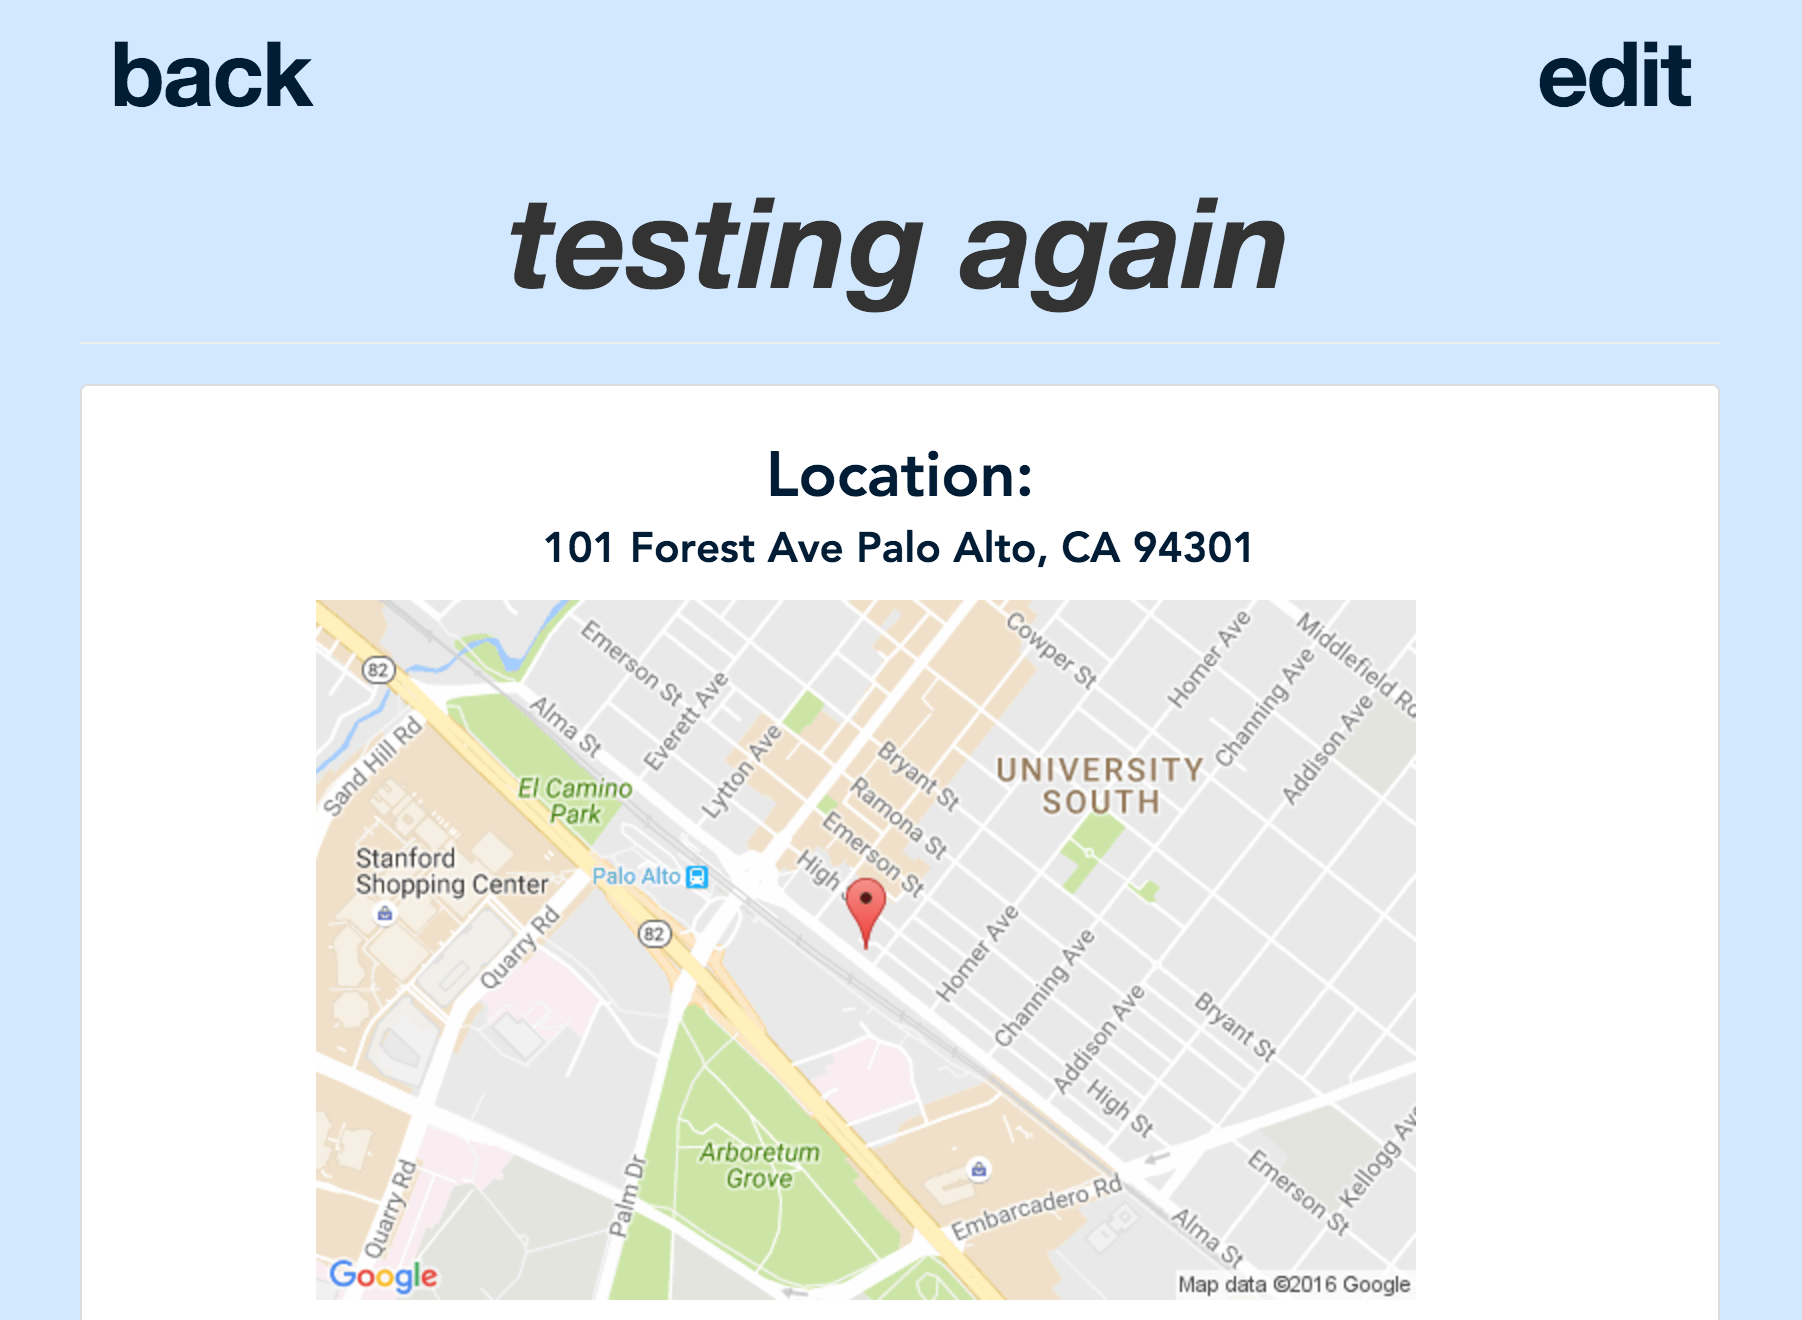 back
edit
testing again
Location:
101 Forest Ave Palo Alto, CA 94301
Emerson St
Cowper St
Homer Ave
Middlefield Rd
82
Alma St
Everett Ave
Channing Ave
Addison Ave
Sand Hill Rd
Lytton Ave
Bryant St
UNIVERSITY
SOUTH
El Camino
Park
Ramona St
Emerson St
Stanford
Shopping Center
Palo Alto
High
Quarry Rd
82
Homer Ave
Channing Ave
Addison Ave
Bryant St
High St
Arboretum
Grove
Emerson St
Quarry Rd
Palm Dr
Embarcadero Rd
Alma St
Google
Map data ©2016 Google